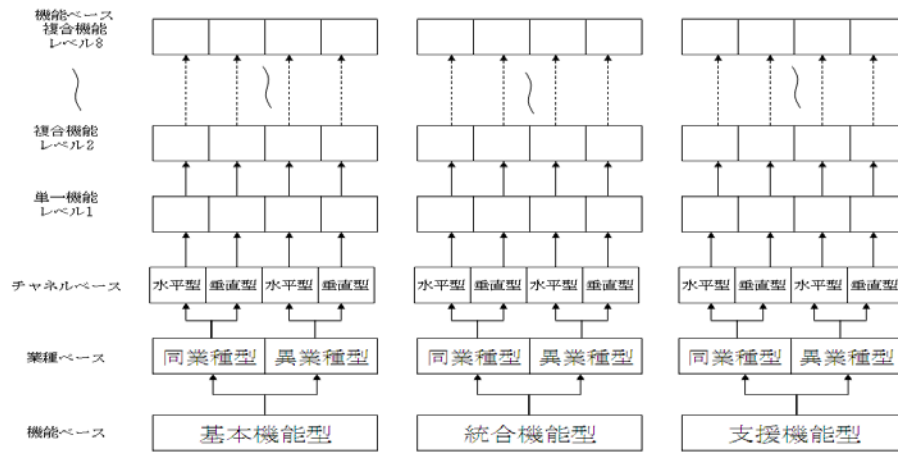 機能ベース
複合機能
レベル8
複合機能
レベル2
単一機能
レベル1
チャネルベース
水平型 垂直型 水平型 垂直型 水平型 垂直型 水平型 垂直型 水平型 垂直型 水平型 垂直型
業種ベース
同業種型 異業種型 同業種型 異業種型 同業種型 異業種型
機能ベース
基本機能型 統合機能型 支援機能型